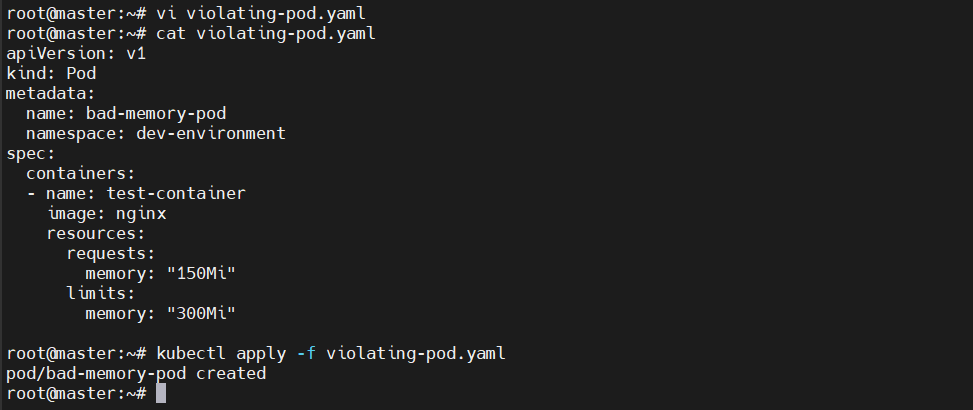 root@master:~# vi violating-pod.yaml
root@master:~# cat violating-pod.yaml
apiVersion: v1
kind: Pod
metadata:
  name: bad-memory-pod
  namespace: dev-environment
spec:
  containers:
  - name: test-container
    image: nginx
    resources:
      requests:
        memory: "150Mi"
      limits:
        memory: "300Mi"

root@master:~# kubectl apply -f violating-pod.yaml
pod/bad-memory-pod created
root@master:~#